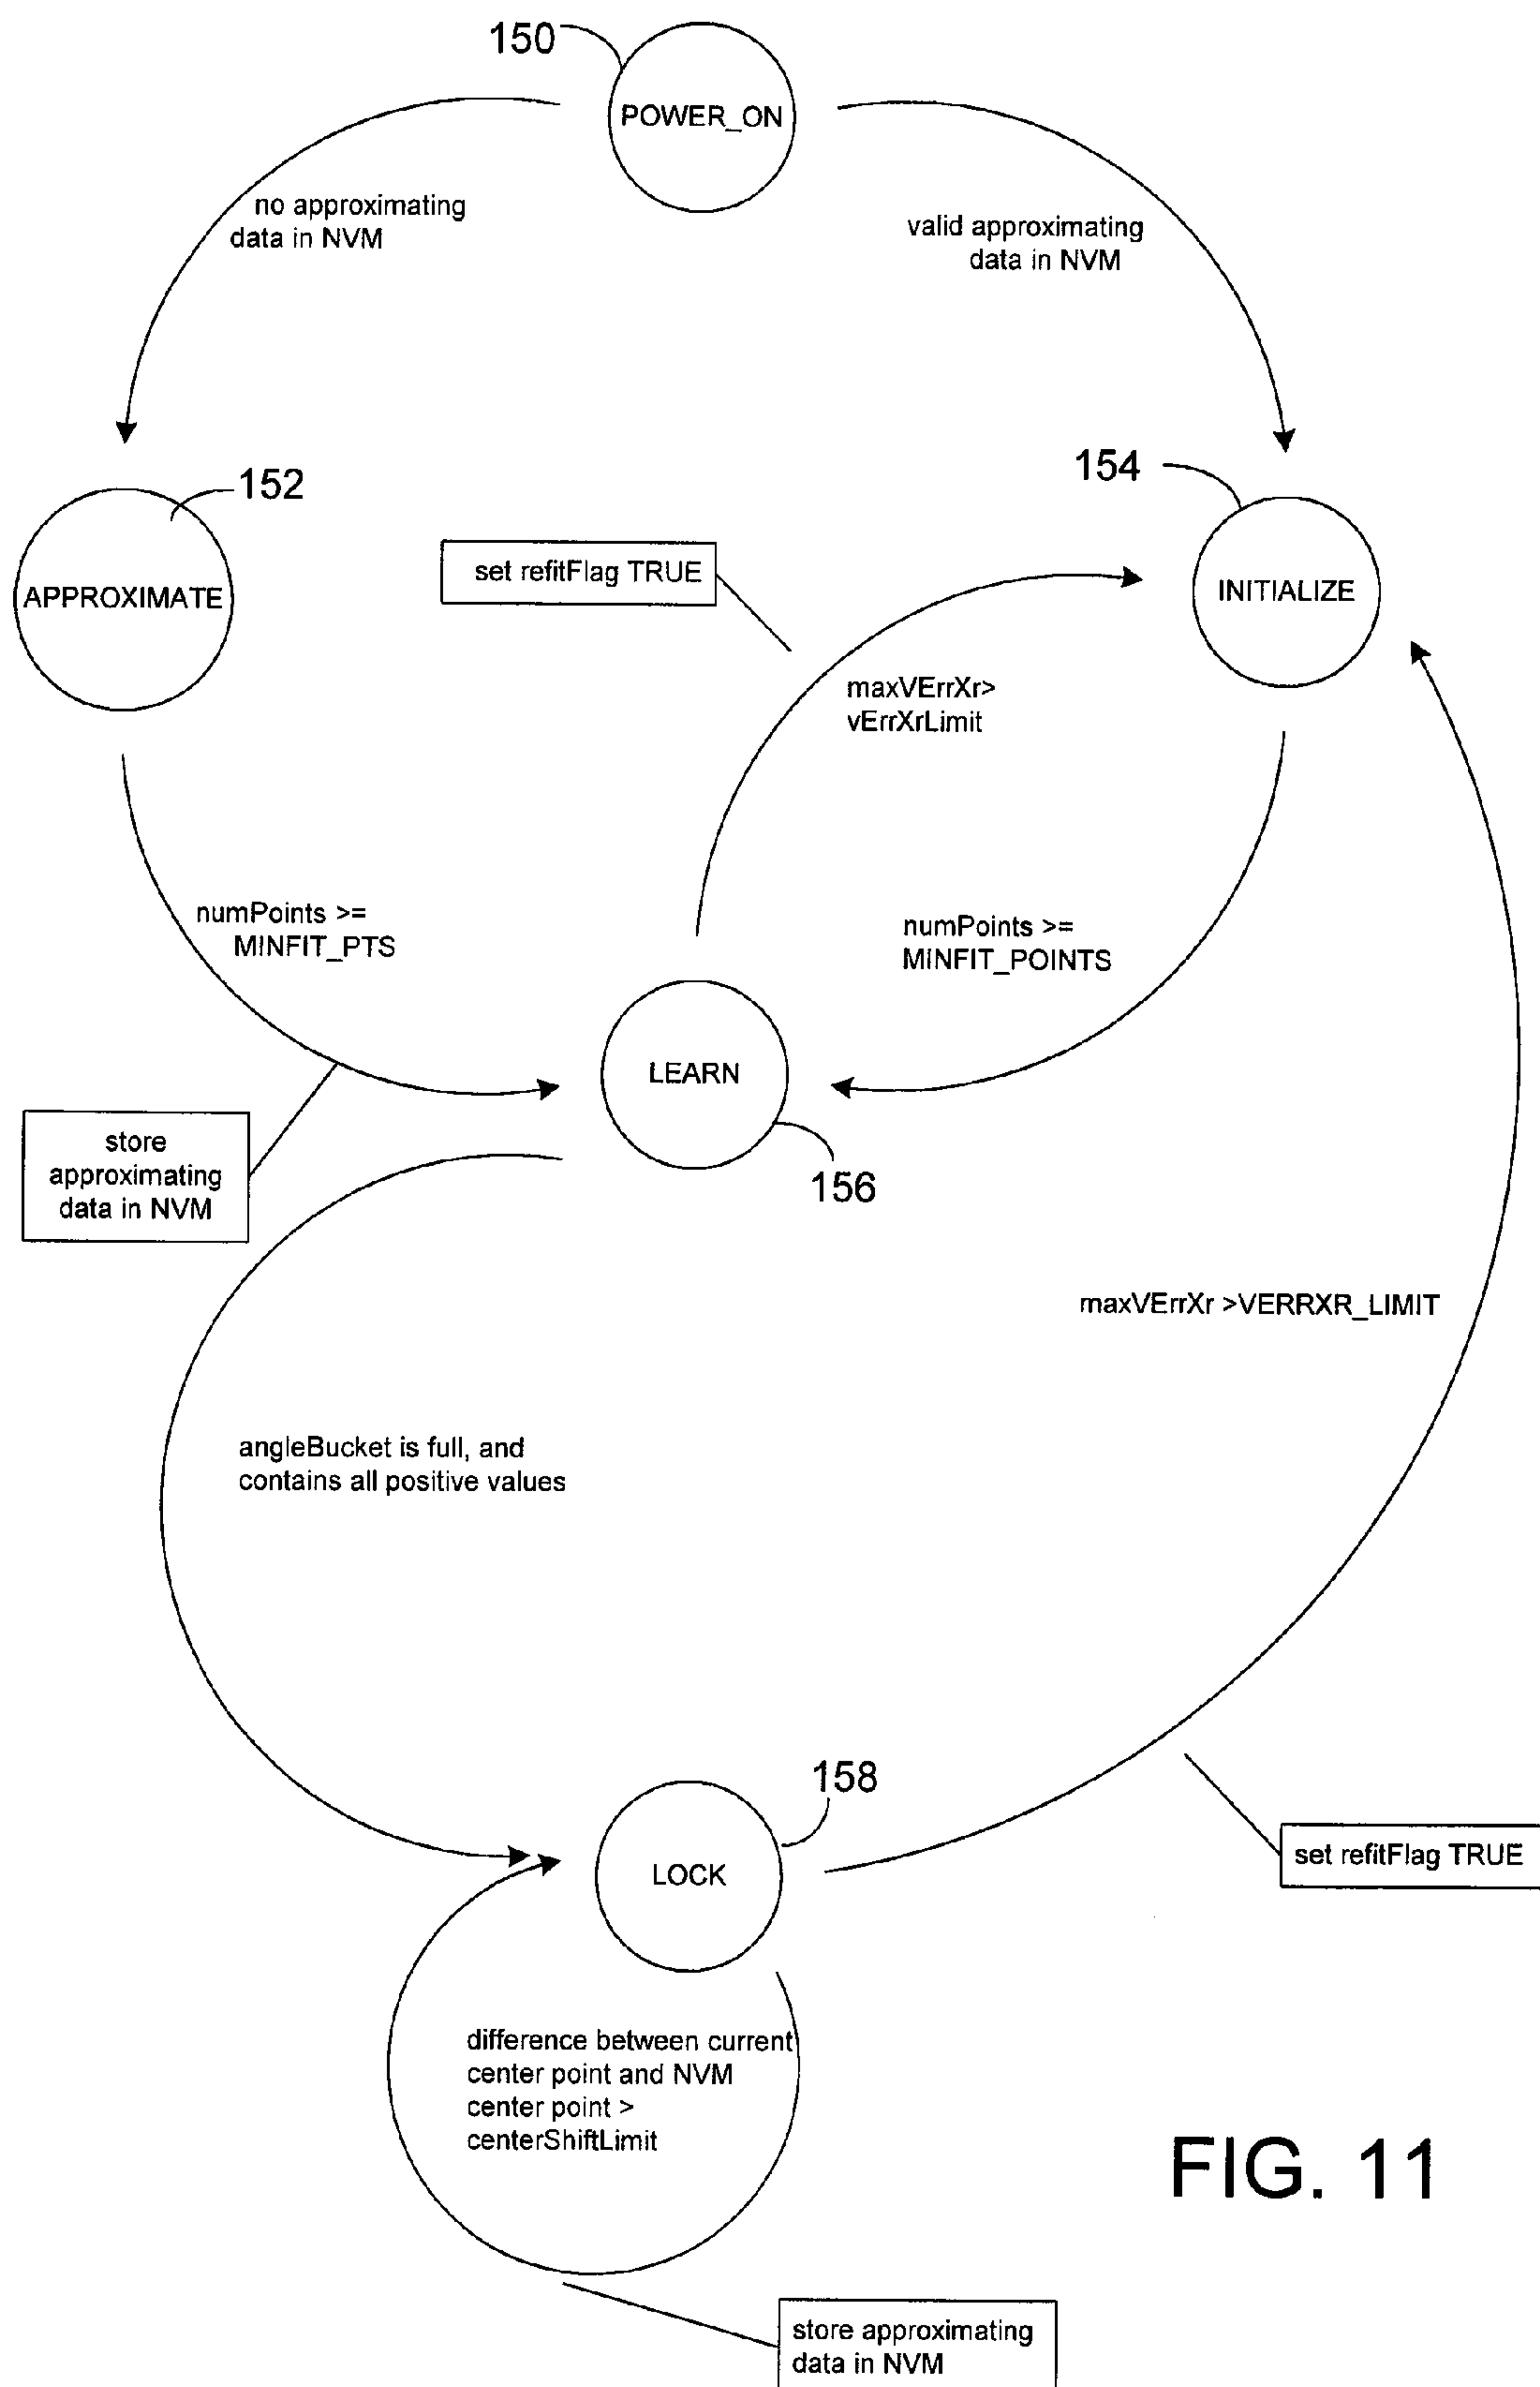 150
POWER_ON
no approximating
data in NVM
valid approximating
data in NVM
152
154
APPROXIMATE
set refitFlag TRUE
INITIALIZE
maxVErrXr>
vErrXrLimit
numPoints >=
MINFIT_PTS
numPoints >=
MINFIT_POINTS
LEARN
156
store
approximating
data in NVM
maxVErrXr >VERRXR_LIMIT
angleBucket is full, and
contains all positive values
158
LOCK
set refitFlag TRUE
difference between current
center point and NVM
center point >
centerShiftLimit
FIG. 11
store approximating
data in NVM